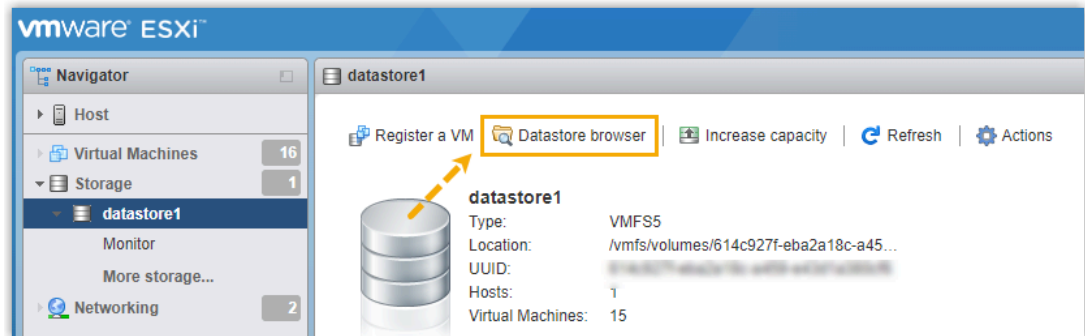 vmware® ESXi™
Navigator
datastore1
Host
Virtual Machines 16
Storage 1
datastore1
Monitor
More storage...
Networking 2
Register a VM Datastore browser Increase capacity Refresh Actions
datastore1
Type: VMFS5
Location: /vmfs/volumes/614c927f-eba2a18c-a45...
UUID:
Hosts: 1
Virtual Machines: 15